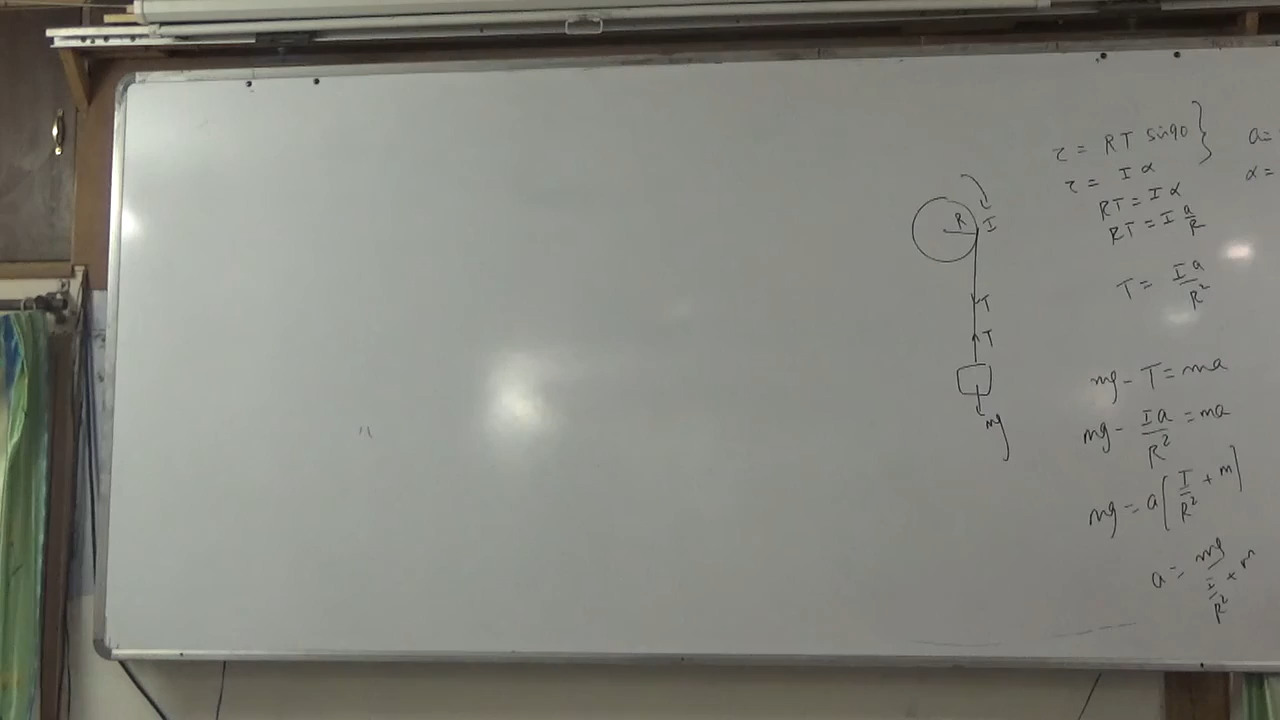 R
I
T
T
mg
τ = RT sin90 }
τ = I α
RT = I α
RT = I a/R
T = Ia/R²
mg - T = ma
mg - Ia/R² = ma
mg = a[I/R² + m]
a = mg/(I/R² + m)
a=
α=